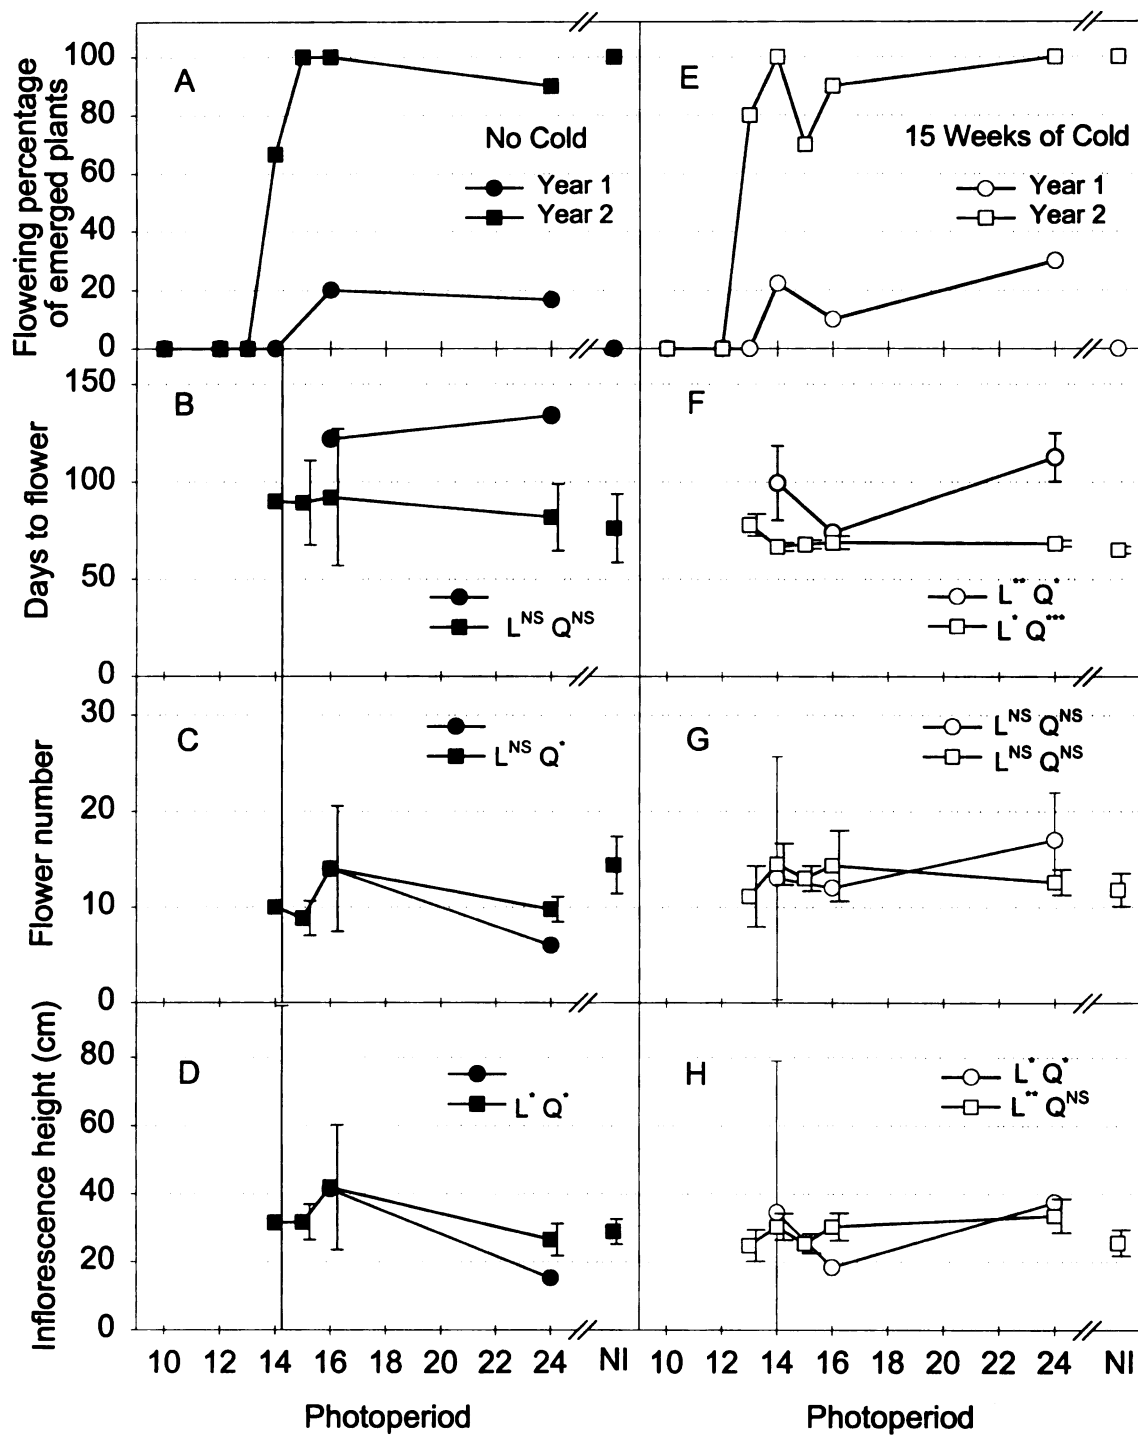 Flowering percentage
of emerged plants
100
80
60
40
20
0
A
No Cold
Year 1
Year 2
E
15 Weeks of Cold
Year 1
Year 2
Days to flower
150
100
50
0
B
L^NS Q^NS
F
L^** Q^*
L^* Q^***
Flower number
30
20
10
0
C
L^NS Q^*
G
L^NS Q^NS
L^NS Q^NS
Inflorescence height (cm)
80
60
40
20
0
D
L^* Q^*
H
L^* Q^*
L^** Q^NS
10 12 14 16 18 20 22 24 NI 10 12 14 16 18 20 22 24 NI
Photoperiod Photoperiod